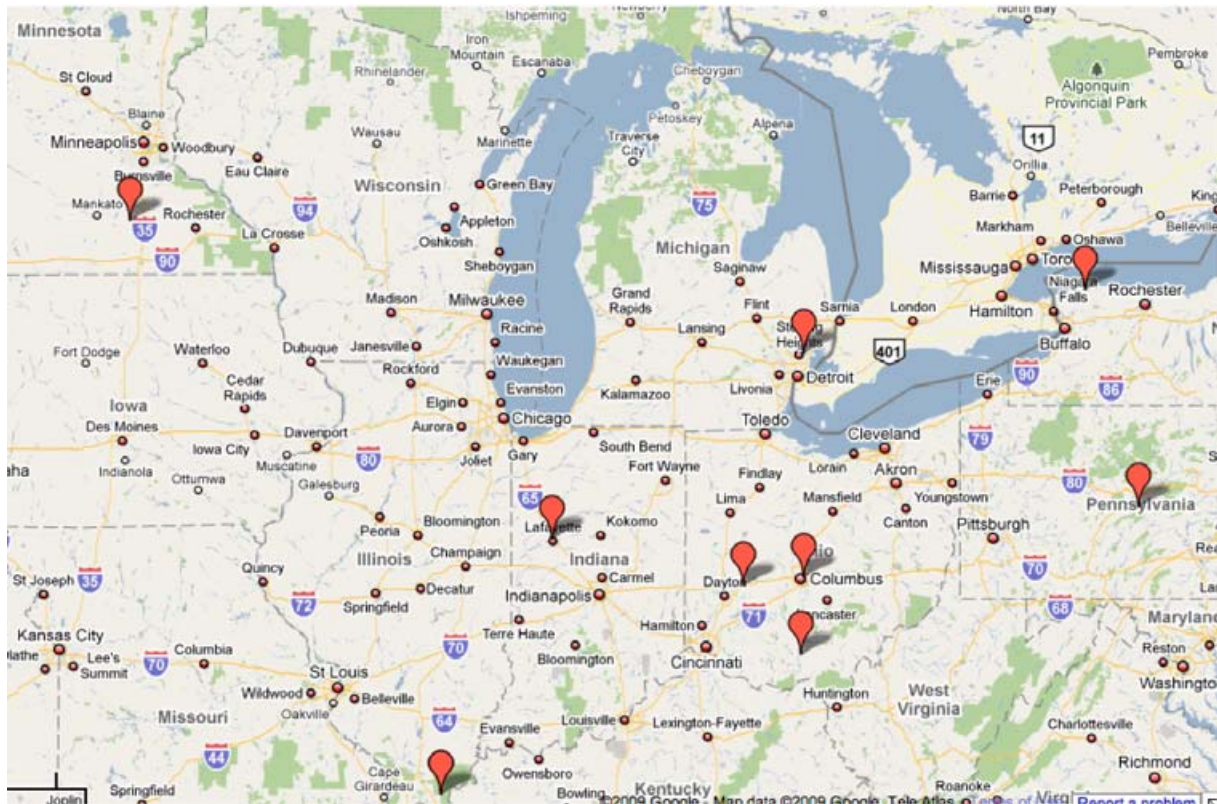 Ishpeming
Newberry
North Bay
Minnesota
Iron
Mountain
Escanaba
Cheboygan
Pembroke
St Cloud
Rhinelander
Algonquin
Provincial Park
Blaine
Wausau
Marinette
Petoskey
Traverse
City
Alpena
11
Minneapolis
Woodbury
Orillia
Burnsville
Eau Claire
Wisconsin
Green Bay
75
Barrie
Peterborough
Mankato
Rochester
94
Appleton
Markham
King
Belleville
35
La Crosse
Oshkosh
Michigan
Oshawa
90
Sheboygan
Saginaw
Mississauga
Toro
Niagara
Falls
Madison
Milwaukee
Grand
Rapids
Flint
Sarnia
London
Hamilton
Rochester
Racine
Lansing
Heights
Buffalo
Fort Dodge
Waterloo
Dubuque
Janesville
Waukegan
401
Rockford
Kalamazoo
Livonia
Detroit
Erie
90
86
Cedar
Rapids
Evanston
Iowa
Elgin
Chicago
Toledo
Des Moines
Davenport
Aurora
Cleveland
79
Iowa City
Gary
South Bend
Indianola
Muscatine
80
Joliet
Fort Wayne
Findlay
Lorain
Akron
80
Ottumwa
Galesburg
65
Lima
Mansfield
Youngstown
Pennsylvania
Peoria
Bloomington
Lafayette
Kokomo
Canton
Pittsburgh
Illinois
Champaign
Indiana
St Joseph
35
Quincy
Decatur
Carmel
Dayton
Columbus
70
72
Springfield
Indianapolis
71
68
Kansas City
Terre Haute
Hamilton
Maryland
Lee's
Summit
70
Columbia
70
Bloomington
Cincinnati
Reston
St Louis
Washington
Wildwood
Belleville
Huntington
West
Virginia
Oakville
Missouri
64
Evansville
Louisville
Lexington-Fayette
Charlottesville
44
Owensboro
Richmond
Cape
Girardeau
Joplin
Springfield
Bowling
Kentucky
Roanoke
©2009 Google - Map data ©2009 Google, Tele Atlas - Terms of
Report a problem